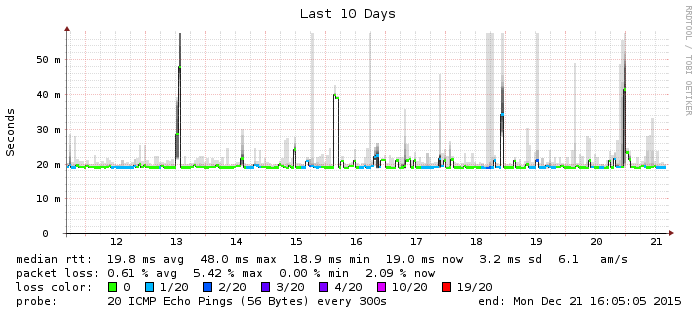 Last 10 Days
RRDTOOL / TOBI OETIKER
Seconds
50 m
40 m
30 m
20 m
10 m
0
12 13 14 15 16 17 18 19 20 21
median rtt: 19.8 ms avg 48.0 ms max 18.9 ms min 19.0 ms now 3.2 ms sd 6.1 am/s
packet loss: 0.61 % avg 5.42 % max 0.00 % min 2.09 % now
loss color: 0 1/20 2/20 3/20 4/20 10/20 19/20
probe: 20 ICMP Echo Pings (56 Bytes) every 300s end: Mon Dec 21 16:05:05 2015